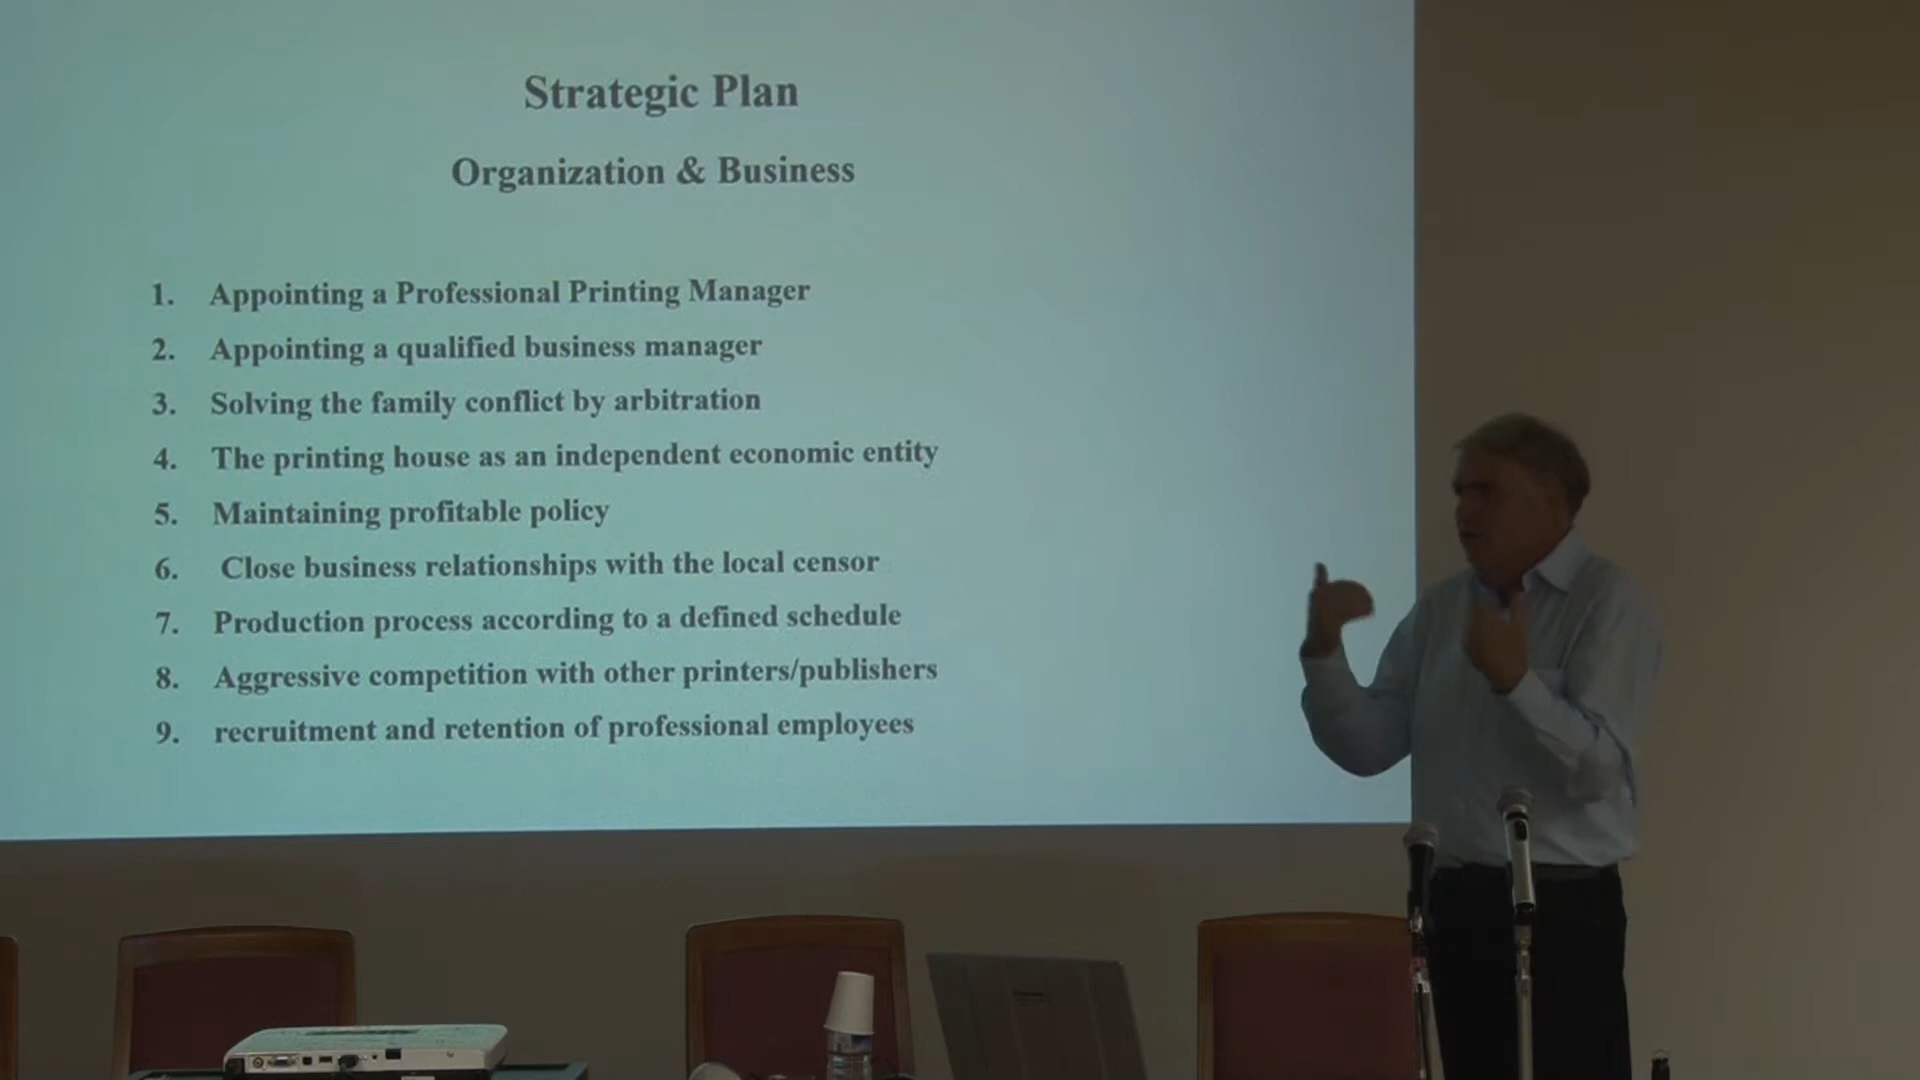 Strategic Plan
Organization & Business
1. Appointing a Professional Printing Manager
2. Appointing a qualified business manager
3. Solving the family conflict by arbitration
4. The printing house as an independent economic entity
5. Maintaining profitable policy
6. Close business relationships with the local censor
7. Production process according to a defined schedule
8. Aggressive competition with other printers/publishers
9. recruitment and retention of professional employees